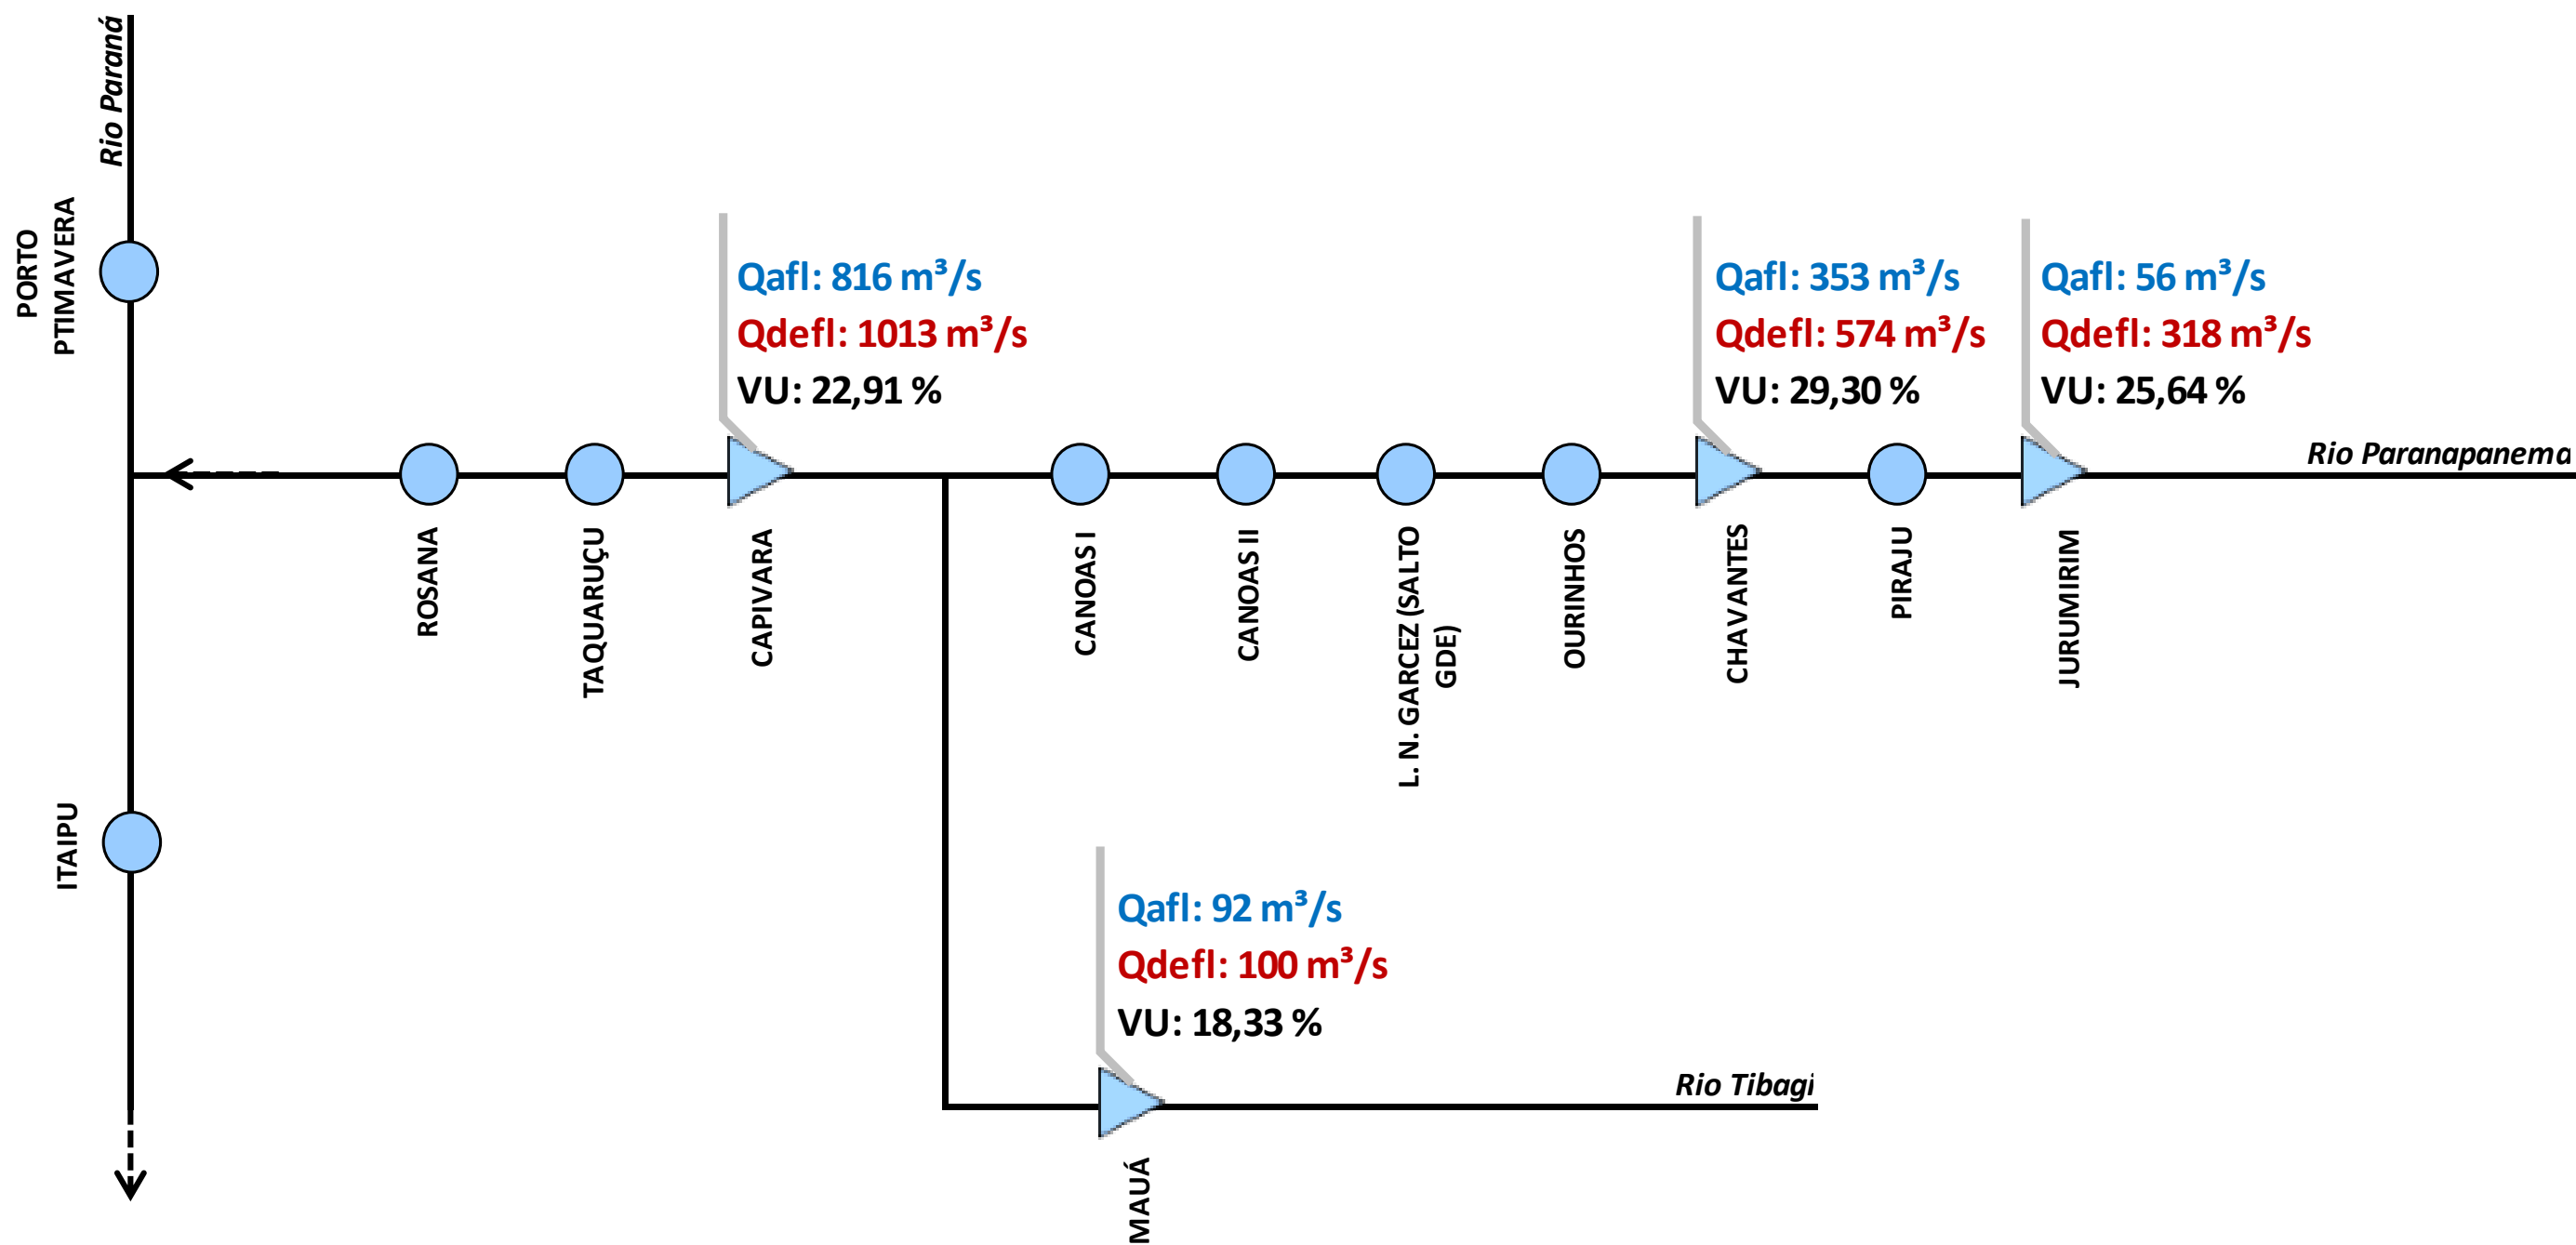 Rio Paraná
PORTO
PTIMAVERA
Qafl: 816 m³/s
Qdefl: 1013 m³/s
VU: 22,91 %
Qafl: 353 m³/s
Qdefl: 574 m³/s
VU: 29,30 %
Qafl: 56 m³/s
Qdefl: 318 m³/s
VU: 25,64 %
Rio Paranapanema
ROSANA
TAQUARUÇU
CAPIVARA
CANOAS I
CANOAS II
L. N. GARCEZ (SALTO
GDE)
OURINHOS
CHAVANTES
PIRAJU
JURUMIRIM
ITAIPU
Qafl: 92 m³/s
Qdefl: 100 m³/s
VU: 18,33 %
Rio Tibagi
MAUÁ